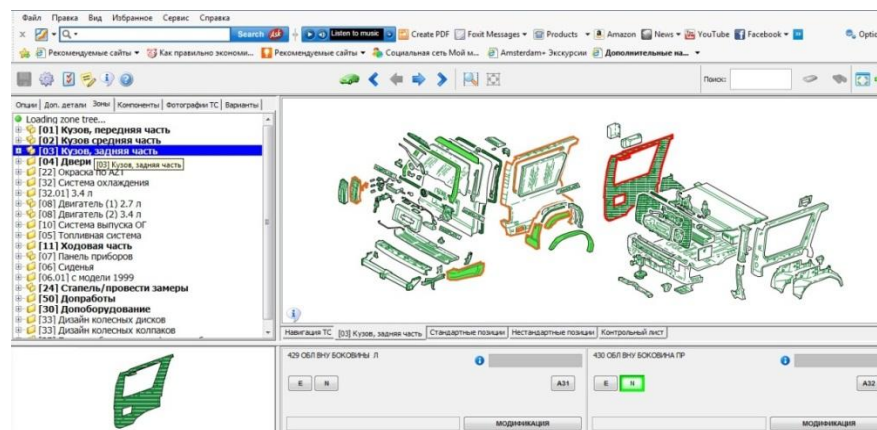 Файл Правка Вид Избранное Сервис Справка
Search Listen to music Create PDF Foxit Messages Products Amazon News YouTube Facebook Optic
Рекомендуемые сайты Как правильно экономи... Рекомендуемые сайты Социальная сеть Мой м... Amsterdam+ Экскурсии Дополнительные на...
Поиск:
Опции Доп. детали Зоны Компоненты Фотографии ТС Варианты
Loading zone tree...
[01] Кузов, передняя часть
[02] Кузов средняя часть
[03] Кузов, задняя часть
[04] Двери [03] Кузов, задняя часть
[22] Окраска по AZT
[32] Система охлаждения
[32.01] 3.4 л
[08] Двигатель (1) 2.7 л
[08] Двигатель (2) 3.4 л
[10] Система выпуска ОГ
[05] Топливная система
[11] Ходовая часть
[07] Панель приборов
[06] Сиденья
[06.01] с модели 1999
[24] Стапель/провести замеры
[50] Допработы
[30] Допоборудование
[33] Дизайн колесных дисков
[33] Дизайн колесных колпаков
Навигация ТС [03] Кузов, задняя часть Стандартные позиции Нестандартные позиции Контрольный лист
429 ОБЛ ВНУ БОКОВИНЫ Л
E N A31
МОДИФИКАЦИЯ
430 ОБЛ ВНУ БОКОВИНА ПР
E N A32
МОДИФИКАЦИЯ